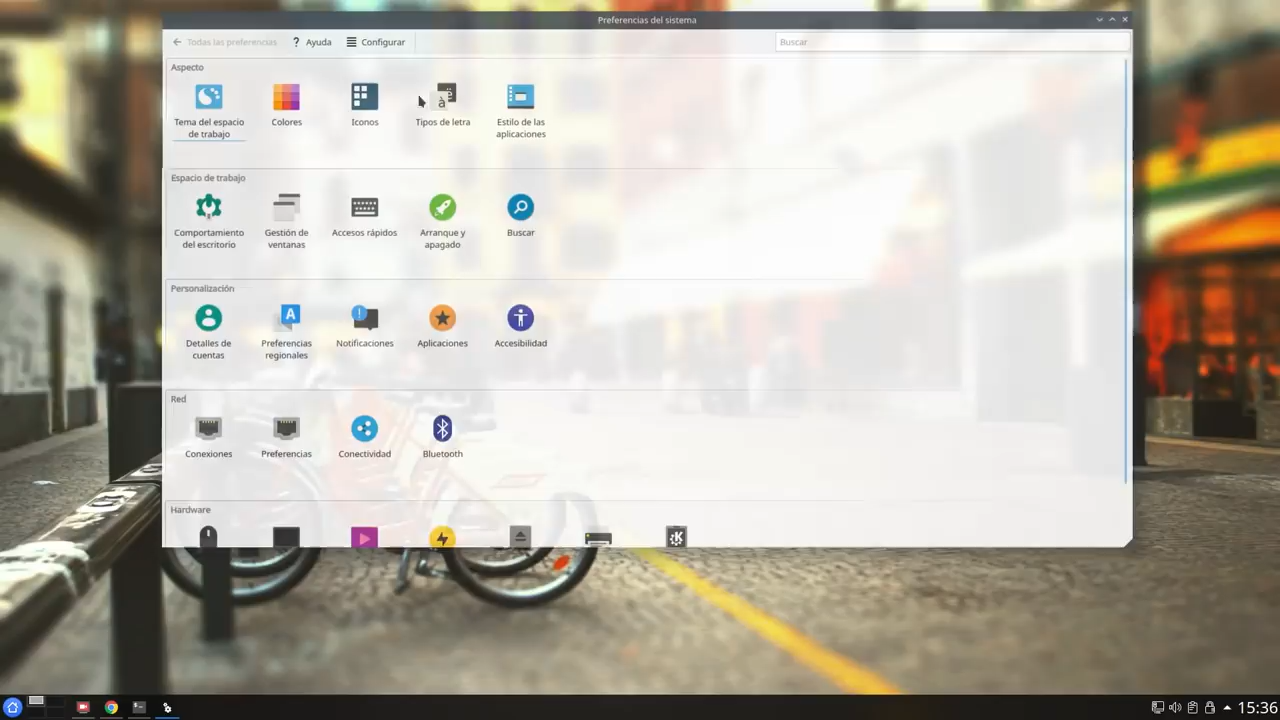 Preferencias del sistema
Todas las preferencias
? Ayuda
Configurar
Buscar
Aspecto
Tema del espacio
de trabajo
Colores
Iconos
Tipos de letra
Estilo de las
aplicaciones
Espacio de trabajo
Comportamiento
del escritorio
Gestión de
ventanas
Accesos rápidos
Arranque y
apagado
Buscar
Personalización
Detalles de
cuentas
Preferencias
regionales
Notificaciones
Aplicaciones
Accesibilidad
Red
Conexiones
Preferencias
Conectividad
Bluetooth
Hardware
15:36